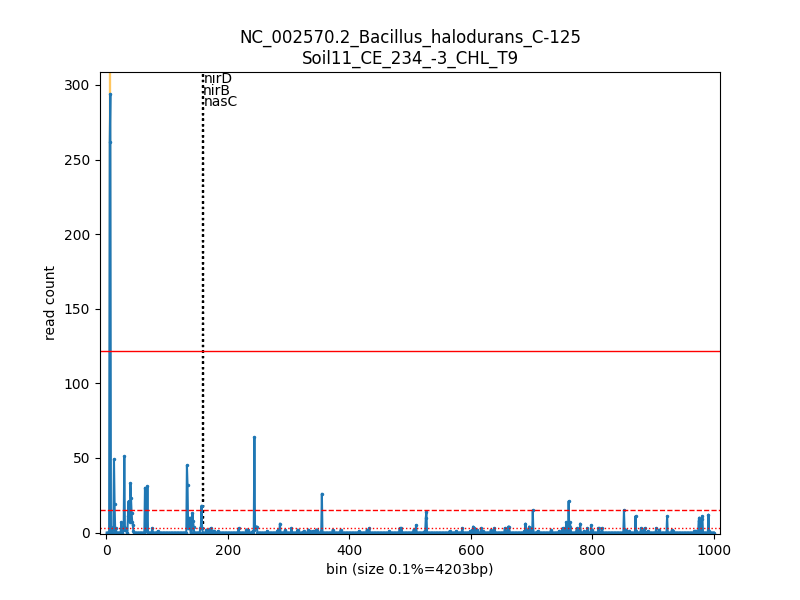 NC_002570.2_Bacillus_halodurans_C-125
Soil11_CE_234_-3_CHL_T9
nirD
nirB
nasC
300
250
200
150
100
50
0
read count
0 200 400 600 800 1000
bin (size 0.1%=4203bp)